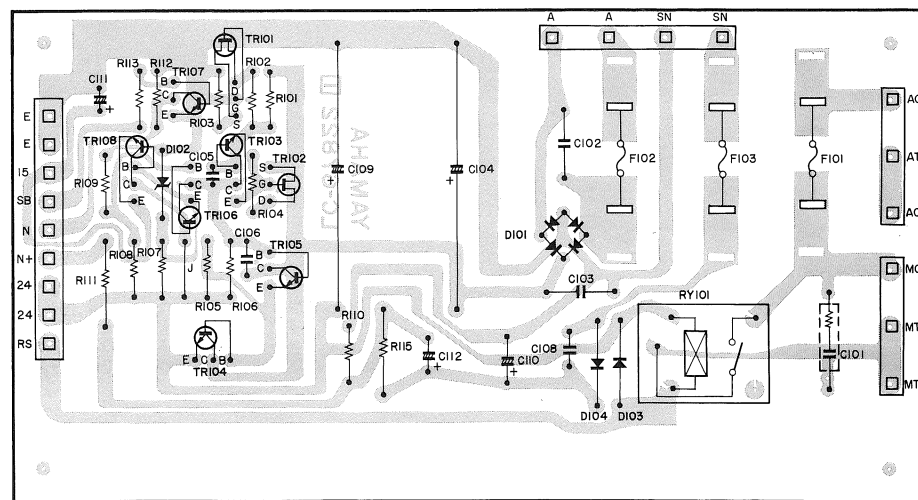 A A SN SN
TR101
R113 R112 TR107 R102
C111 B
+ C D R101
E R103 G
E S
E TR108 D102 C105 TR103 TR102
15 B B B S C109 C104 C102 F102 F103 F101
R109 C C C G + +
SB E E E D
TR106 R104
N C106 TR105 D101
N+ R108 R107 B
R111 J C
24 R105 R106 E C103
24 R110 RY101
RS R115 C112 C110 C108 C101
E C B + +
TR104
D104 D103
AC
AT
AC
MT
MT
LC-
YAMAHA